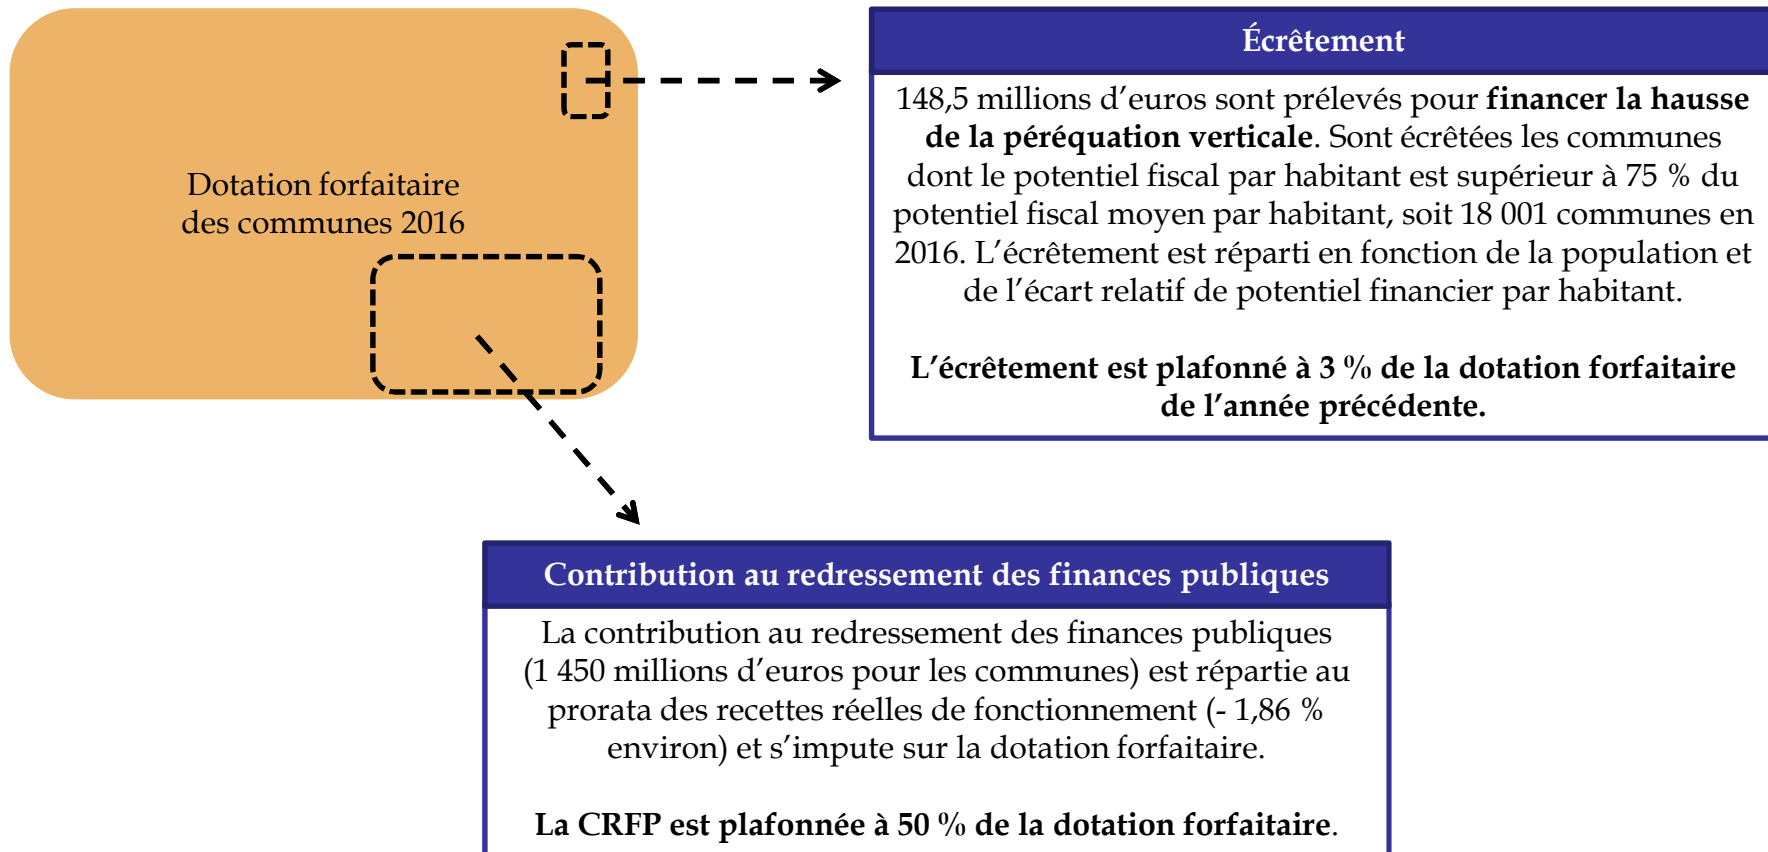 Dotation forfaitaire
des communes 2016
Écrêtement
148,5 millions d’euros sont prélevés pour financer la hausse
de la péréquation verticale. Sont écrêtées les communes
dont le potentiel fiscal par habitant est supérieur à 75 % du
potentiel fiscal moyen par habitant, soit 18 001 communes en
2016. L’écrêtement est réparti en fonction de la population et
de l’écart relatif de potentiel financier par habitant.
L’écrêtement est plafonné à 3 % de la dotation forfaitaire
de l’année précédente.
Contribution au redressement des finances publiques
La contribution au redressement des finances publiques
(1 450 millions d’euros pour les communes) est répartie au
prorata des recettes réelles de fonctionnement (- 1,86 %
environ) et s’impute sur la dotation forfaitaire.
La CRFP est plafonnée à 50 % de la dotation forfaitaire.